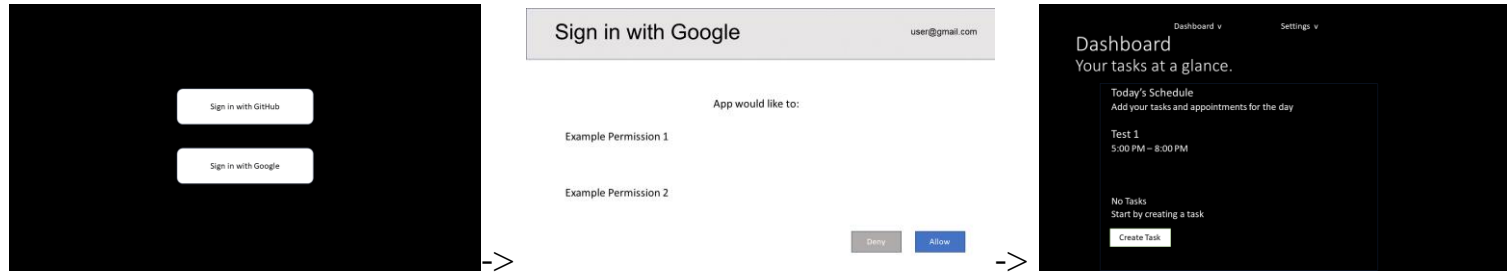 Sign in with GitHub
Sign in with Google
->
Sign in with Google
user@gmail.com
App would like to:
Example Permission 1
Example Permission 2
Deny
Allow
->
Dashboard v
Settings v
Dashboard
Your tasks at a glance.
Today's Schedule
Add your tasks and appointments for the day
Test 1
5:00 PM – 8:00 PM
No Tasks
Start by creating a task
Create Task